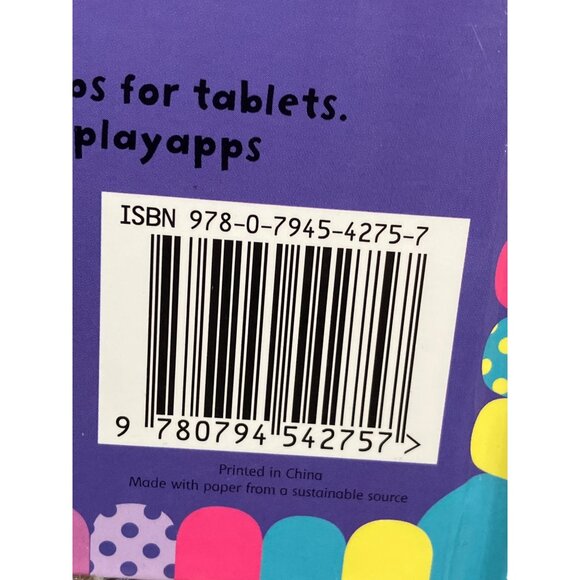 for tablets.
playapps
ISBN 978-0-7945-4275-7
9 780794 542757 >
Printed in China
Made with paper from a sustainable source